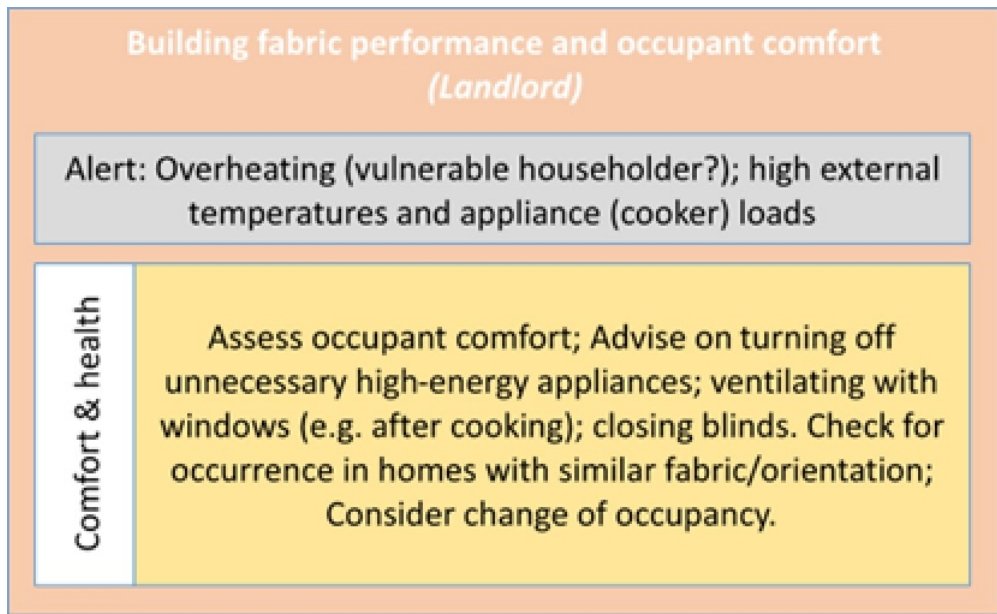 Building fabric performance and occupant comfort
(Landlord)
Alert: Overheating (vulnerable householder?); high external
temperatures and appliance (cooker) loads
Comfort & health
Assess occupant comfort; Advise on turning off
unnecessary high-energy appliances; ventilating with
windows (e.g. after cooking); closing blinds. Check for
occurrence in homes with similar fabric/orientation;
Consider change of occupancy.